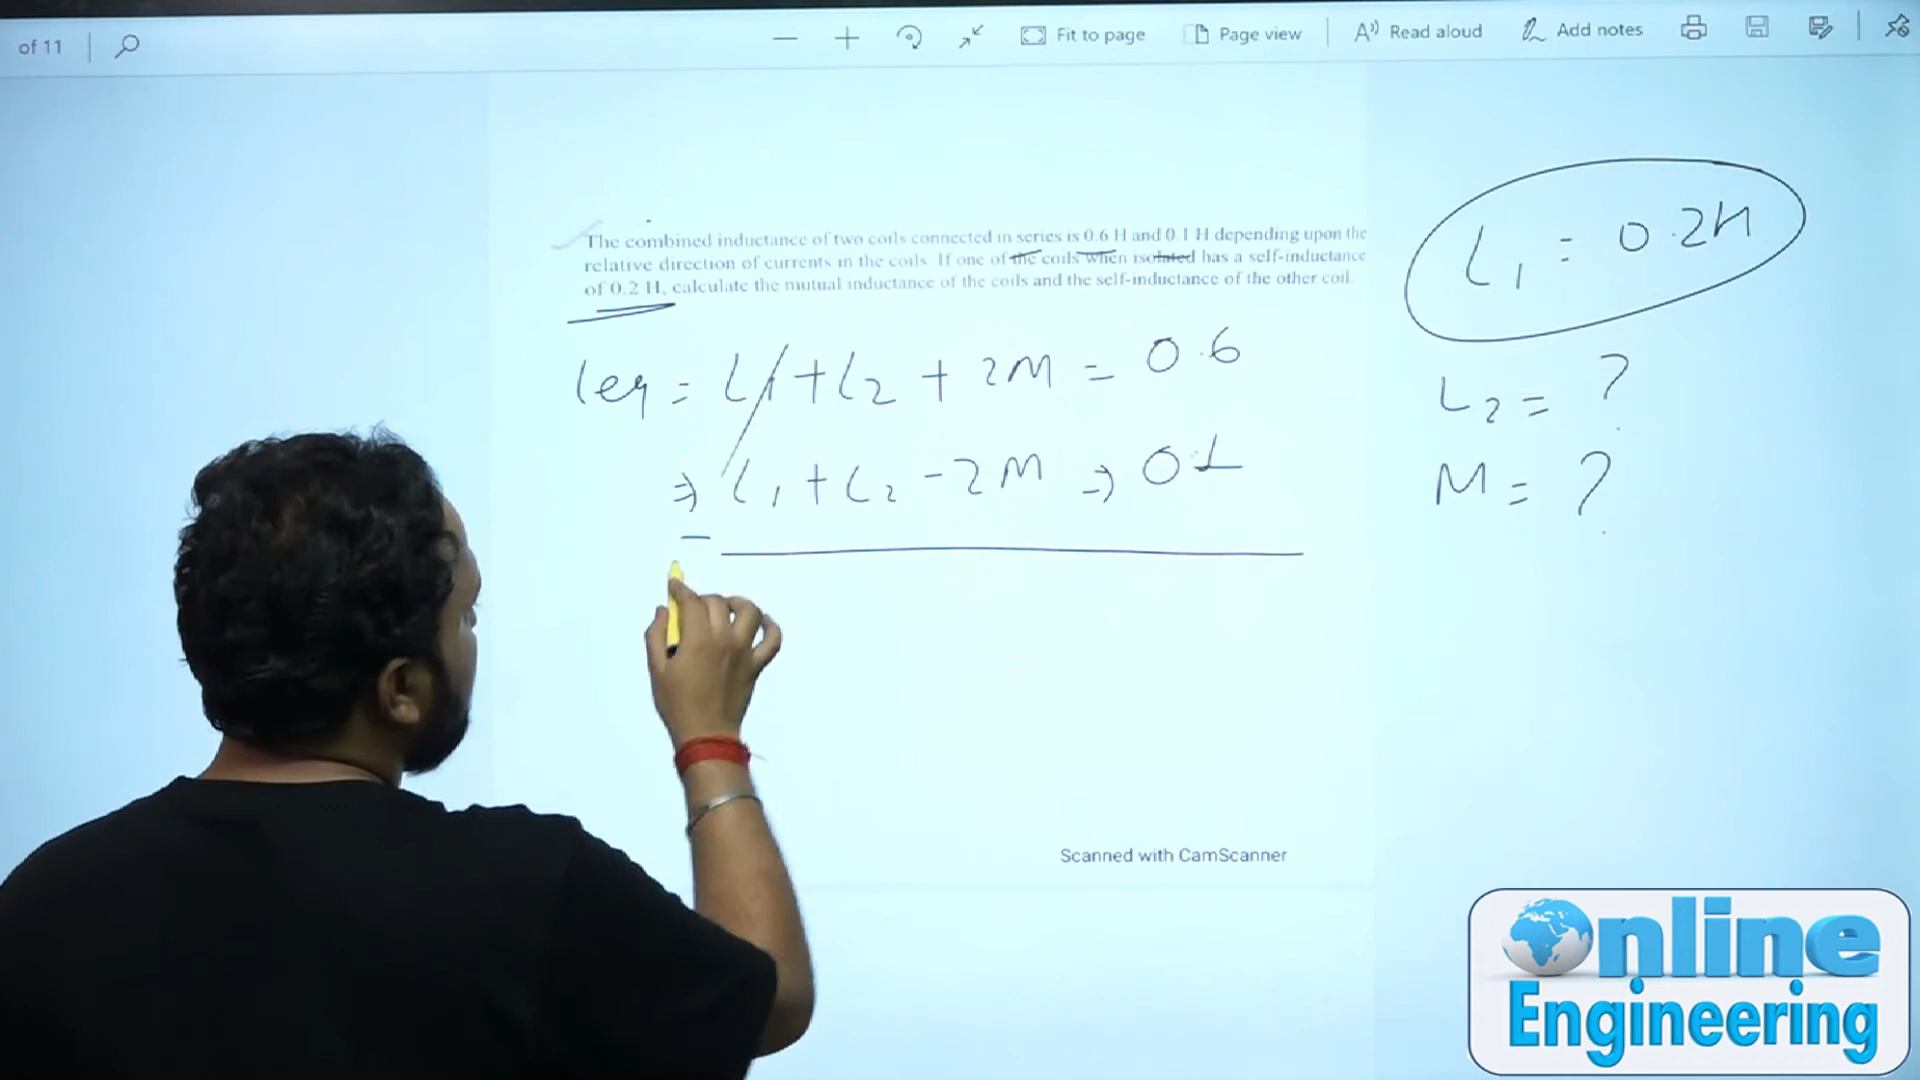 of 11
Fit to page
Page view
Read aloud
Add notes
The combined inductance of two coils connected in series is 0.6 H and 0.1 H depending upon the
relative direction of currents in the coils. If one of the coils when isolated has a self-inductance
of 0.2 H, calculate the mutual inductance of the coils and the self-inductance of the other coil.
L1 = 0.2H
Leq = L1 + L2 + 2M = 0.6
L2 = ?
⇒ L1 + L2 - 2M ⇒ 0.1
M = ?
-
Scanned with CamScanner
Online
Engineering